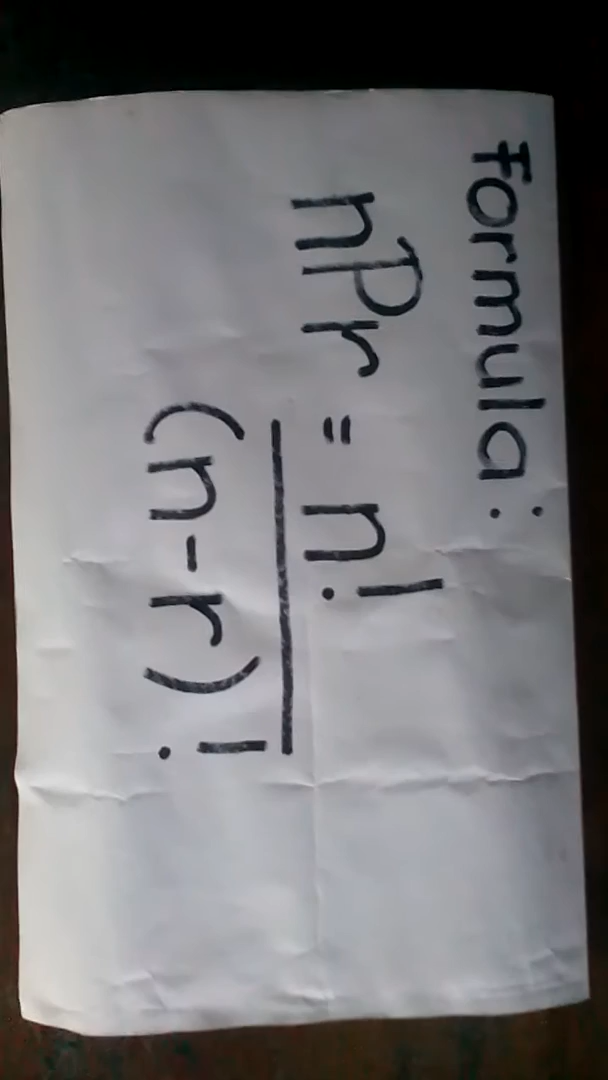 Formula:
nPr = n!
(n-r)!